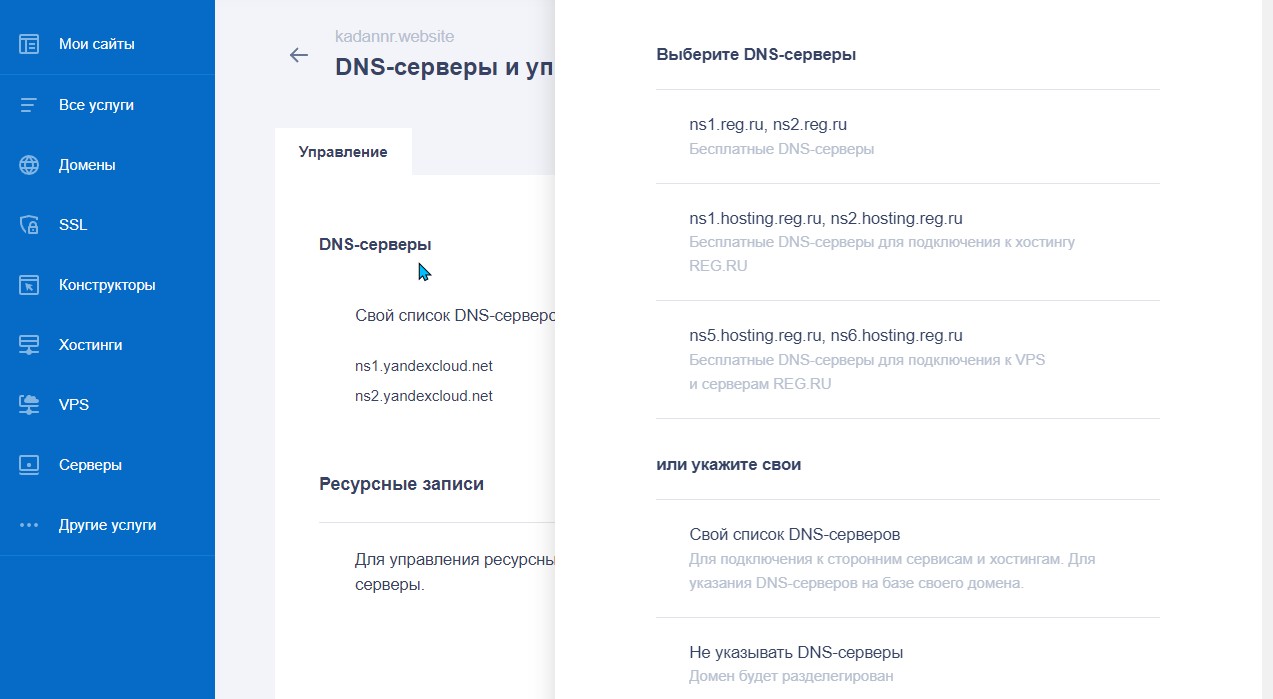 Мои сайты
Все услуги
Домены
SSL
Конструкторы
Хостинги
VPS
Серверы
Другие услуги
kadannr.website
DNS-серверы и уп
Управление
DNS-серверы
Свой список DNS-серверо
ns1.yandexcloud.net
ns2.yandexcloud.net
Ресурсные записи
Для управления ресурсны
серверы.
Выберите DNS-серверы
ns1.reg.ru, ns2.reg.ru
Бесплатные DNS-серверы
ns1.hosting.reg.ru, ns2.hosting.reg.ru
Бесплатные DNS-серверы для подключения к хостингу
REG.RU
ns5.hosting.reg.ru, ns6.hosting.reg.ru
Бесплатные DNS-серверы для подключения к VPS
и серверам REG.RU
или укажите свои
Свой список DNS-серверов
Для подключения к сторонним сервисам и хостингам. Для
указания DNS-серверов на базе своего домена.
Не указывать DNS-серверы
Домен будет разделегирован